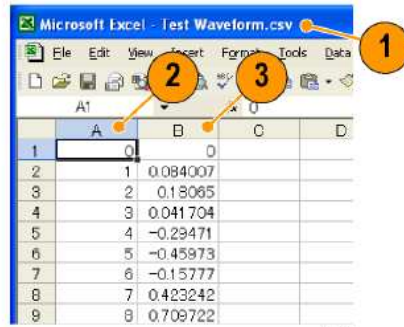 Microsoft Excel - Test Waveform.csv
1
File Edit View Insert Format Tools Data
2 3
A1 0
A B C D
1 0 0
2 1 0.084007
3 2 0.18065
4 3 0.041704
5 4 -0.29471
6 5 -0.45973
7 6 -0.15777
8 7 0.423242
9 8 0.709722